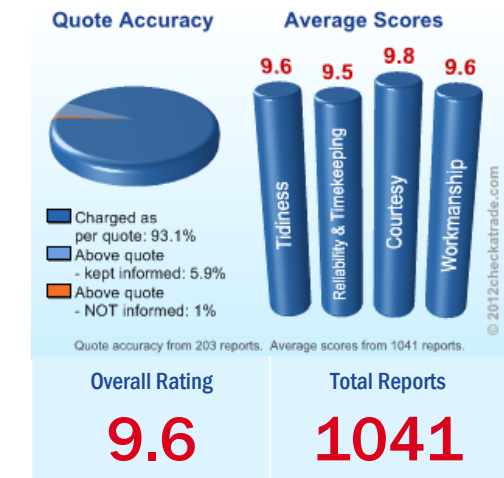 Quote Accuracy
Average Scores
9.6
9.5
9.8
9.6
Tidiness
Reliability & Timekeeping
Courtesy
Workmanship
Charged as
per quote: 93.1%
Above quote
- kept informed: 5.9%
Above quote
- NOT informed: 1%
© 2012checkatrade.com
Quote accuracy from 203 reports. Average scores from 1041 reports.
Overall Rating
9.6
Total Reports
1041